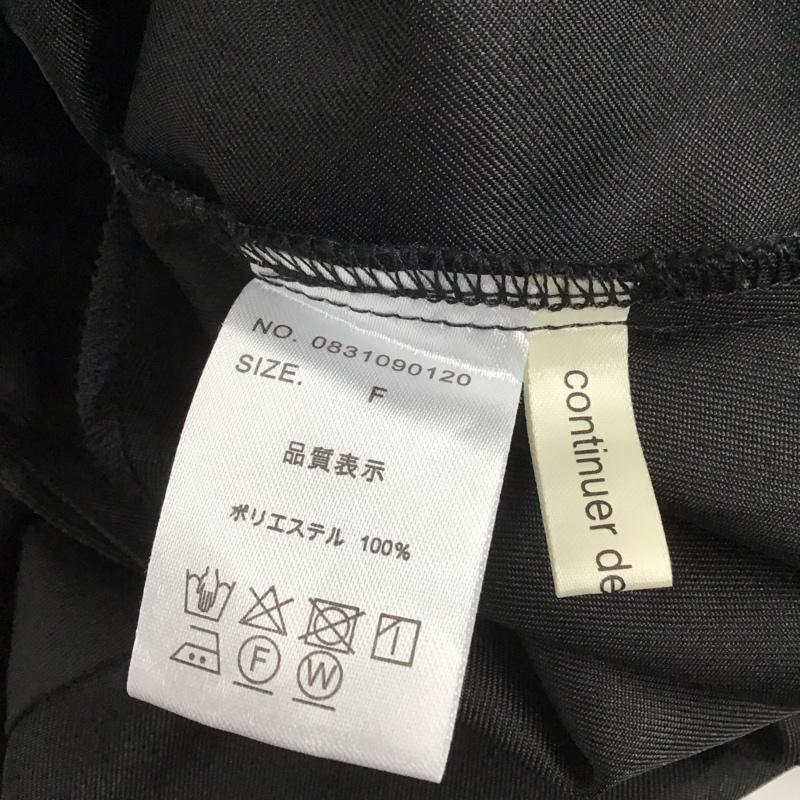 NO. 0831090120
SIZE. F
品質表示
ポリエステル 100%
F
W
continuer de